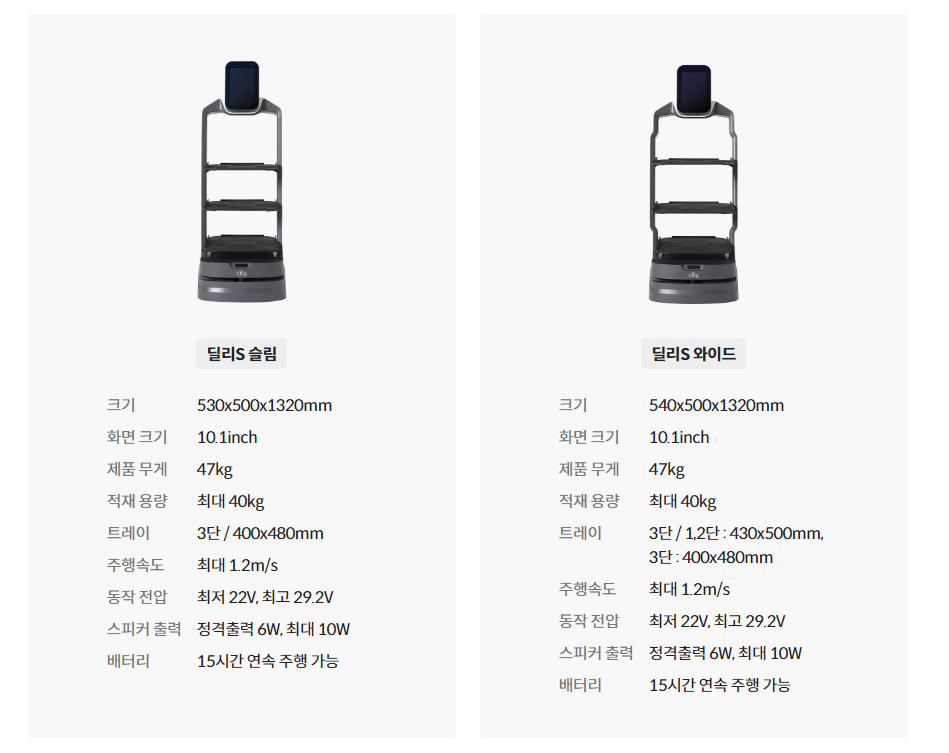 dilly
딜리S 슬림
크기 530x500x1320mm
화면 크기 10.1inch
제품 무게 47kg
적재 용량 최대 40kg
트레이 3단 / 400x480mm
주행속도 최대 1.2m/s
동작 전압 최저 22V, 최고 29.2V
스피커 출력 정격출력 6W, 최대 10W
배터리 15시간 연속 주행 가능
dilly
딜리S 와이드
크기 540x500x1320mm
화면 크기 10.1inch
제품 무게 47kg
적재 용량 최대 40kg
트레이 3단 / 1,2단 : 430x500mm,
3단 : 400x480mm
주행속도 최대 1.2m/s
동작 전압 최저 22V, 최고 29.2V
스피커 출력 정격출력 6W, 최대 10W
배터리 15시간 연속 주행 가능